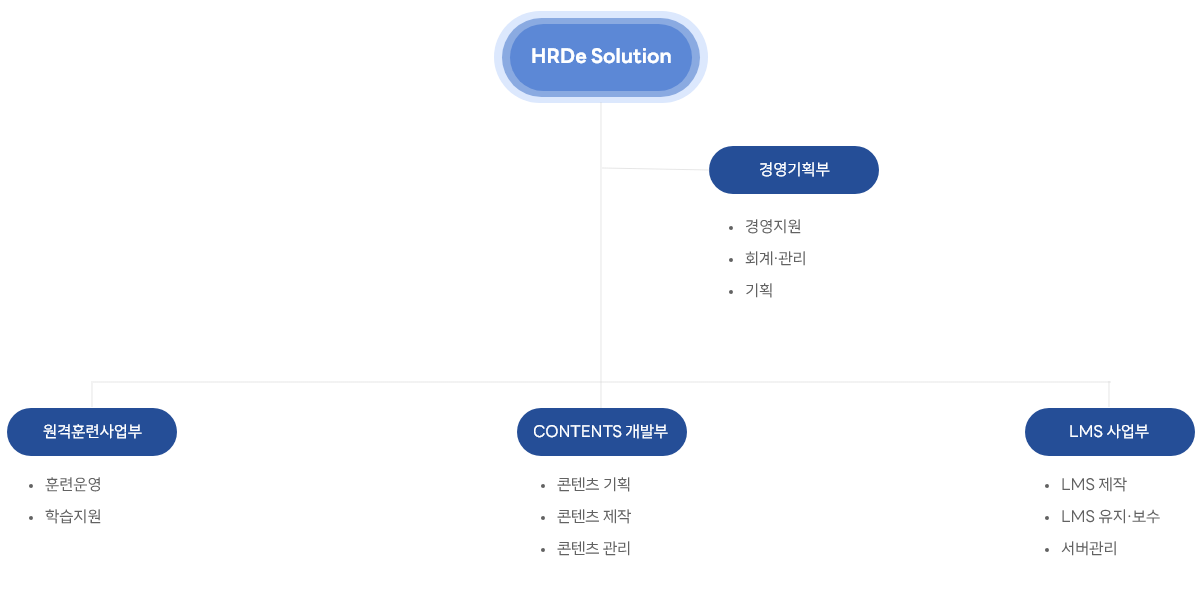 HRDe Solution
경영기획부
경영지원
회계·관리
기획
원격훈련사업부
훈련운영
학습지원
CONTENTS 개발부
콘텐츠 기획
콘텐츠 제작
콘텐츠 관리
LMS 사업부
LMS 제작
LMS 유지·보수
서버관리